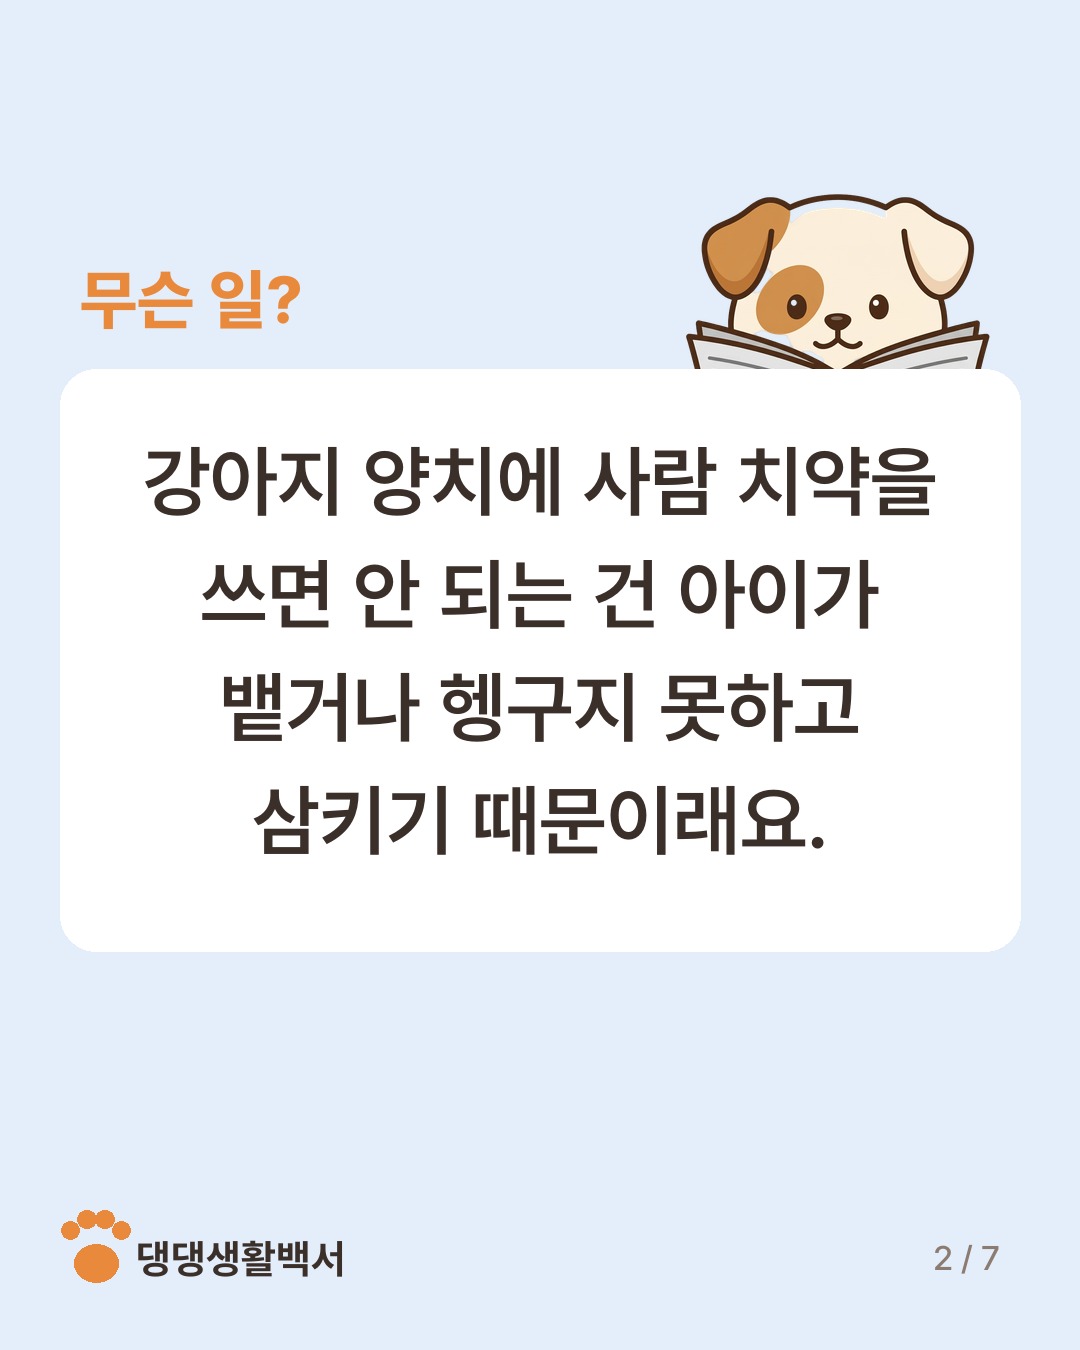 무슨 일?
강아지 양치에 사람 치약을
쓰면 안 되는 건 아이가
뱉거나 헹구지 못하고
삼키기 때문이래요.
댕댕생활백서
2 / 7